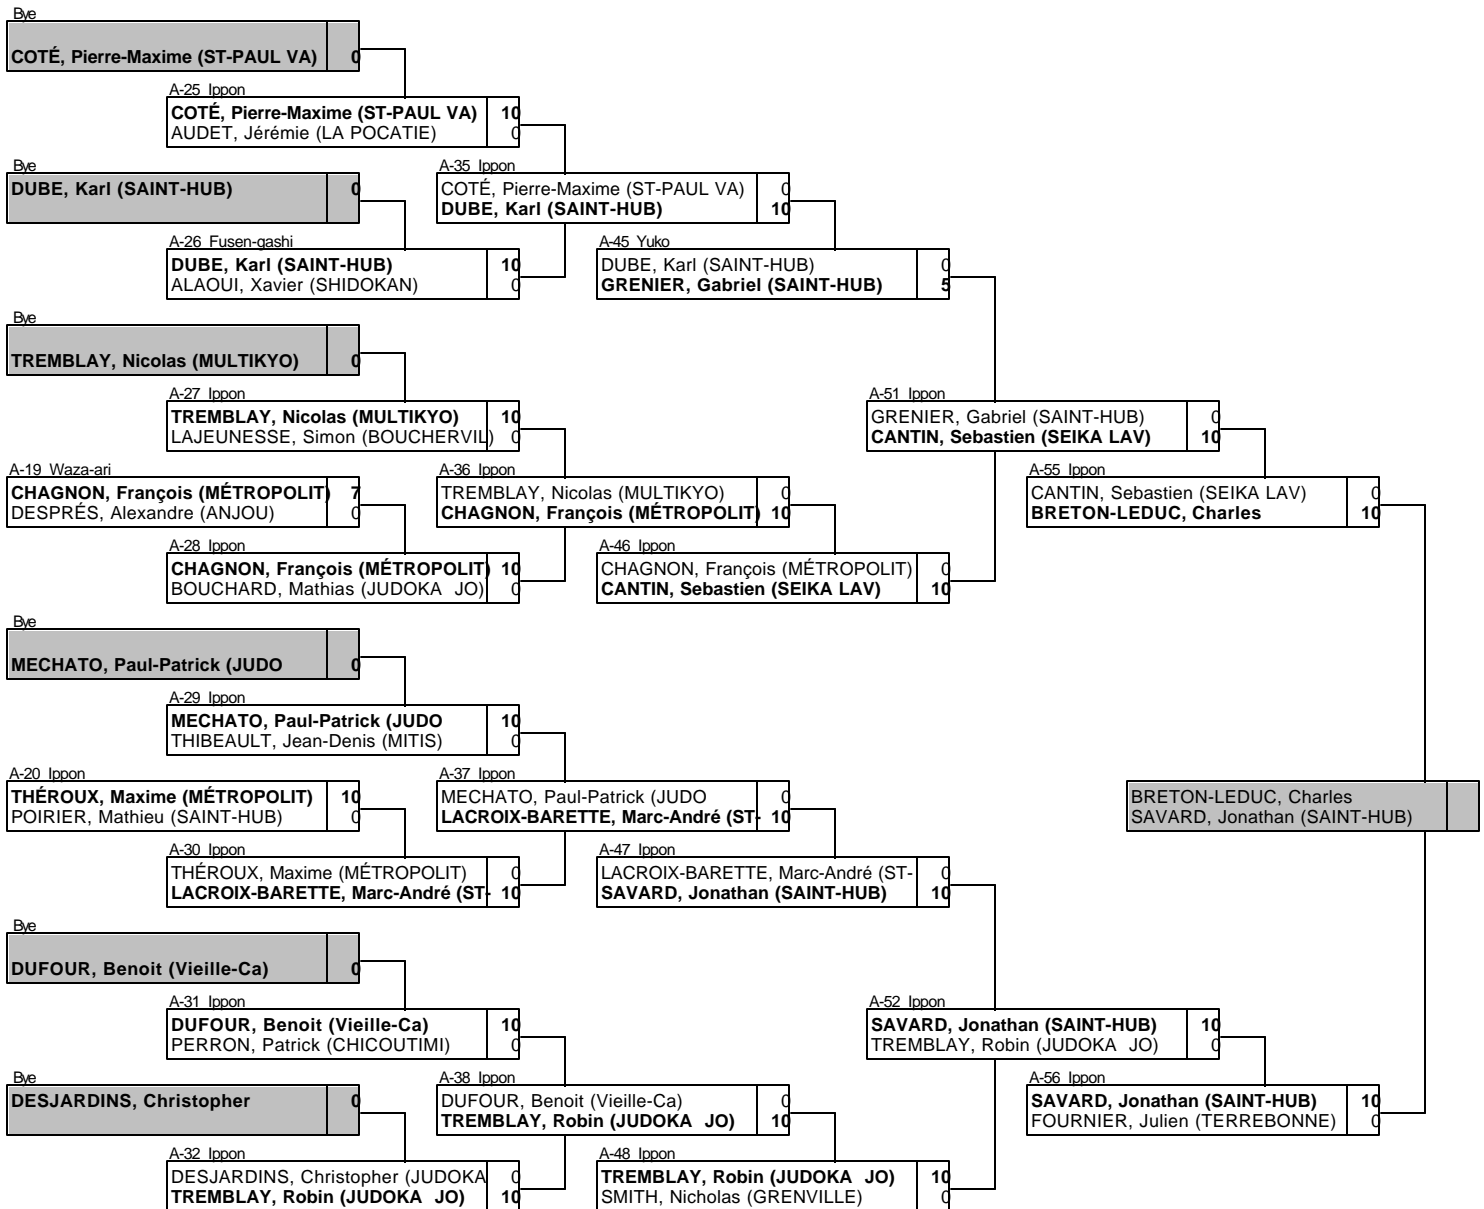 Bye
COTÉ, Pierre-Maxime (ST-PAUL VA) 0
A-25 Ippon
COTÉ, Pierre-Maxime (ST-PAUL VA) 10
AUDET, Jérémie (LA POCATIE) 0
Bye
DUBE, Karl (SAINT-HUB) 0
A-35 Ippon
COTÉ, Pierre-Maxime (ST-PAUL VA) 0
DUBE, Karl (SAINT-HUB) 10
A-26 Fusen-gashi
DUBE, Karl (SAINT-HUB) 10
ALAOUI, Xavier (SHIDOKAN) 0
A-45 Yuko
DUBE, Karl (SAINT-HUB) 0
GRENIER, Gabriel (SAINT-HUB) 5
Bye
TREMBLAY, Nicolas (MULTIKYO) 0
A-27 Ippon
TREMBLAY, Nicolas (MULTIKYO) 10
LAJEUNESSE, Simon (BOUCHERVIL) 0
A-51 Ippon
GRENIER, Gabriel (SAINT-HUB) 0
CANTIN, Sebastien (SEIKA LAV) 10
A-19 Waza-ari
CHAGNON, François (MÉTROPOLIT) 7
DESPRÉS, Alexandre (ANJOU) 0
A-36 Ippon
TREMBLAY, Nicolas (MULTIKYO) 0
CHAGNON, François (MÉTROPOLIT) 10
A-55 Ippon
CANTIN, Sebastien (SEIKA LAV) 0
BRETON-LEDUC, Charles 10
A-28 Ippon
CHAGNON, François (MÉTROPOLIT) 10
BOUCHARD, Mathias (JUDOKA JO) 0
A-46 Ippon
CHAGNON, François (MÉTROPOLIT) 0
CANTIN, Sebastien (SEIKA LAV) 10
Bye
MECHATO, Paul-Patrick (JUDO 0
A-29 Ippon
MECHATO, Paul-Patrick (JUDO 10
THIBEAULT, Jean-Denis (MITIS) 0
A-20 Ippon
THÉROUX, Maxime (MÉTROPOLIT) 10
POIRIER, Mathieu (SAINT-HUB) 0
A-37 Ippon
MECHATO, Paul-Patrick (JUDO 0
LACROIX-BARETTE, Marc-André (ST- 10
BRETON-LEDUC, Charles
SAVARD, Jonathan (SAINT-HUB)
A-30 Ippon
THÉROUX, Maxime (MÉTROPOLIT) 0
LACROIX-BARETTE, Marc-André (ST- 10
A-47 Ippon
LACROIX-BARETTE, Marc-André (ST- 0
SAVARD, Jonathan (SAINT-HUB) 10
Bye
DUFOUR, Benoit (Vieille-Ca) 0
A-31 Ippon
DUFOUR, Benoit (Vieille-Ca) 10
PERRON, Patrick (CHICOUTIMI) 0
A-52 Ippon
SAVARD, Jonathan (SAINT-HUB) 10
TREMBLAY, Robin (JUDOKA JO) 0
Bye
DESJARDINS, Christopher 0
A-38 Ippon
DUFOUR, Benoit (Vieille-Ca) 0
TREMBLAY, Robin (JUDOKA JO) 10
A-56 Ippon
SAVARD, Jonathan (SAINT-HUB) 10
FOURNIER, Julien (TERREBONNE) 0
A-32 Ippon
DESJARDINS, Christopher (JUDOKA 0
TREMBLAY, Robin (JUDOKA JO) 10
A-48 Ippon
TREMBLAY, Robin (JUDOKA JO) 10
SMITH, Nicholas (GRENVILLE) 0